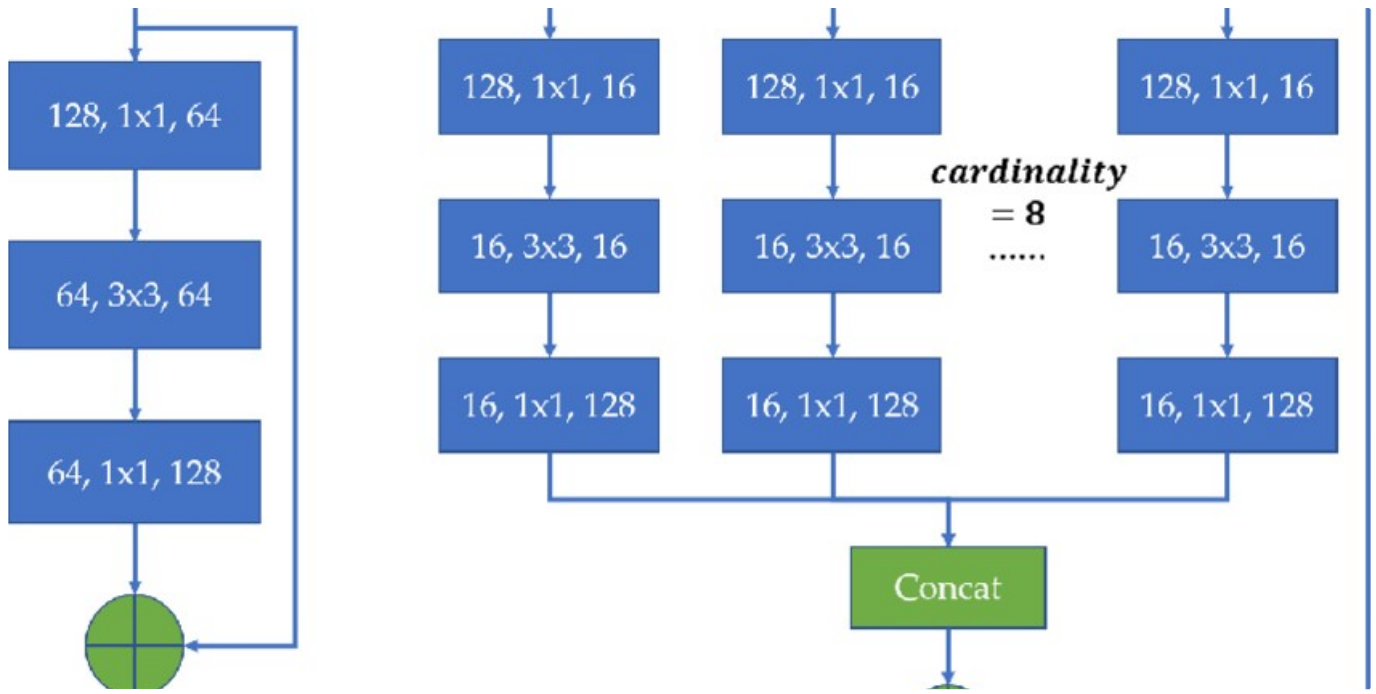 128, 1x1, 64
64, 3x3, 64
64, 1x1, 128
128, 1x1, 16
128, 1x1, 16
128, 1x1, 16
cardinality
= 8
......
16, 3x3, 16
16, 3x3, 16
16, 3x3, 16
16, 1x1, 128
16, 1x1, 128
16, 1x1, 128
Concat